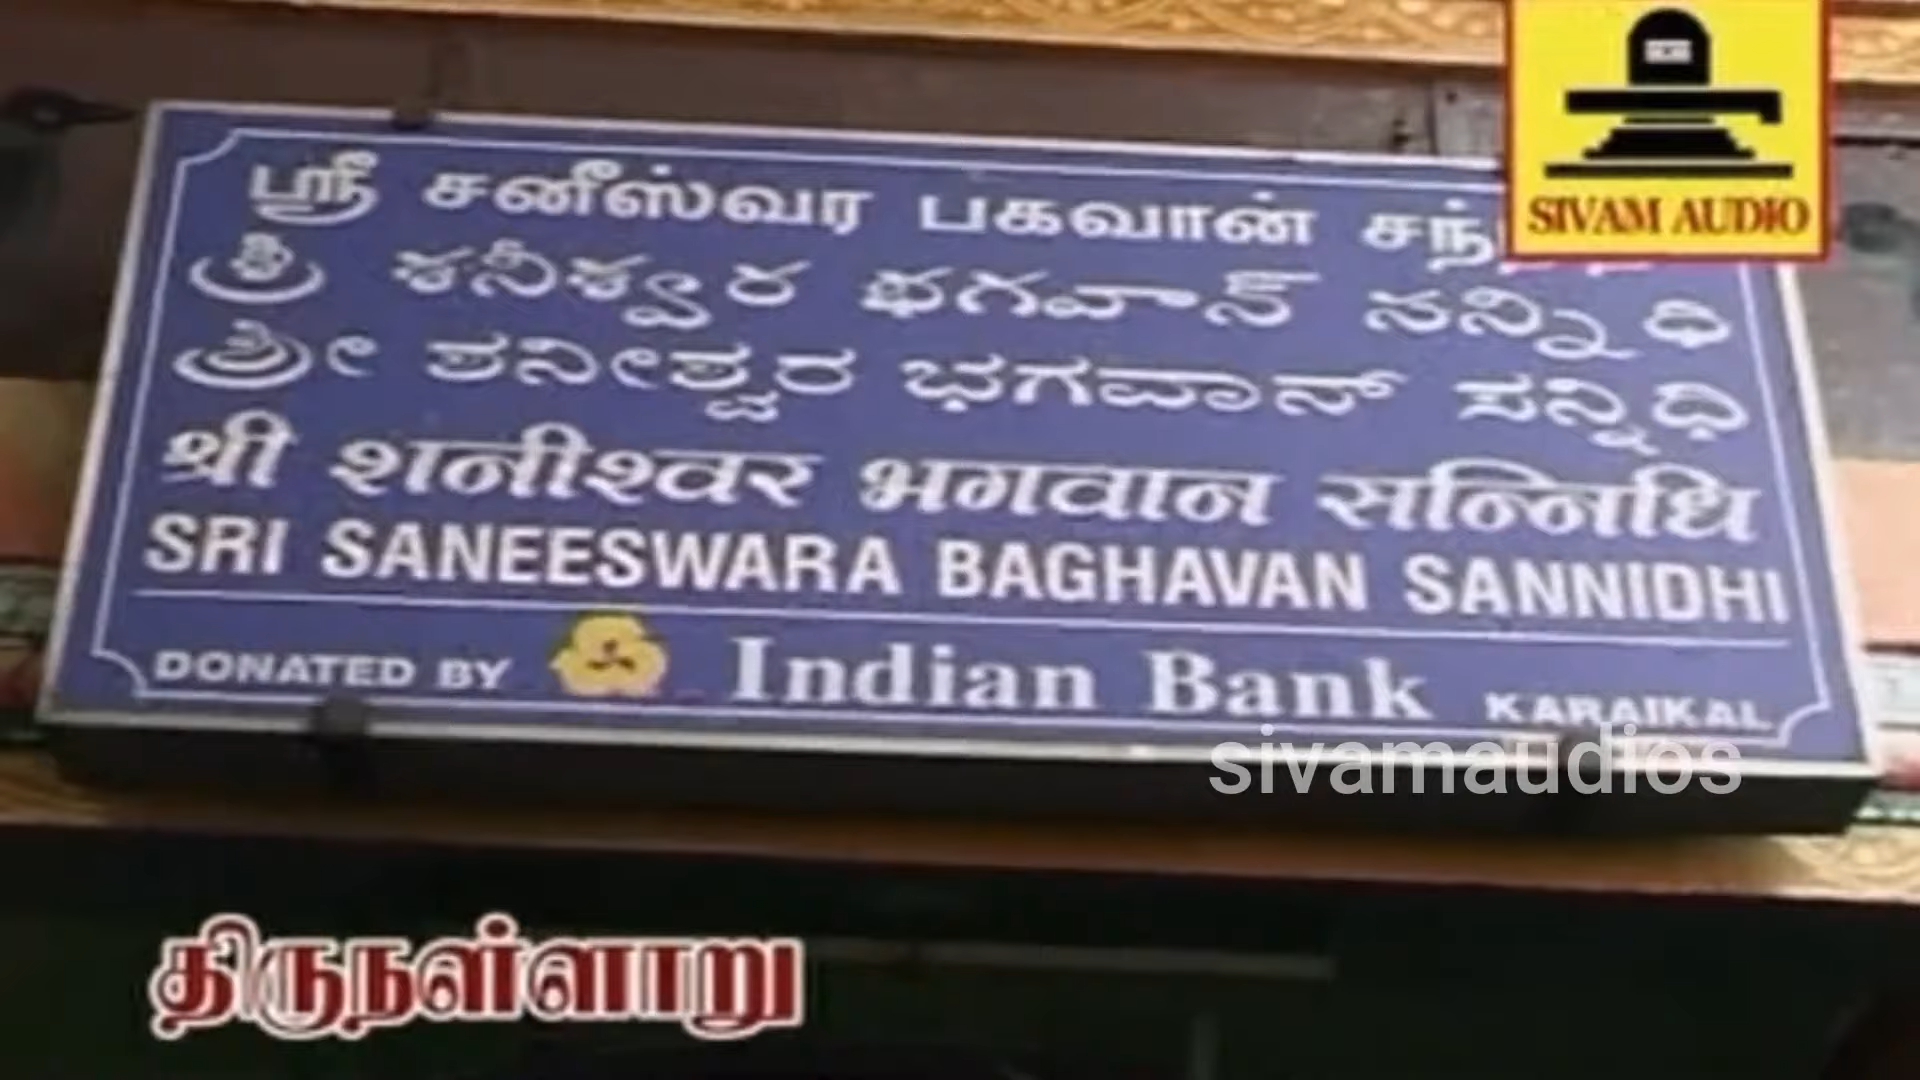 ஸ்ரீ சனீஸ்வர பகவான்
SIVAM AUDIO
శ్రీ శనీశ్వర భగవాన్ సన్నిధి
ಶ್ರೀ ಶನೀಶ್ವರ ಭಗವಾನ್ ಸನ್ನಿಧಿ
श्री शनीश्वर भगवान सन्निधि
SRI SANEESWARA BAGHAVAN SANNIDHI
DONATED BY Indian Bank KARAIKAL
sivamaudios
திருநள்ளாறு